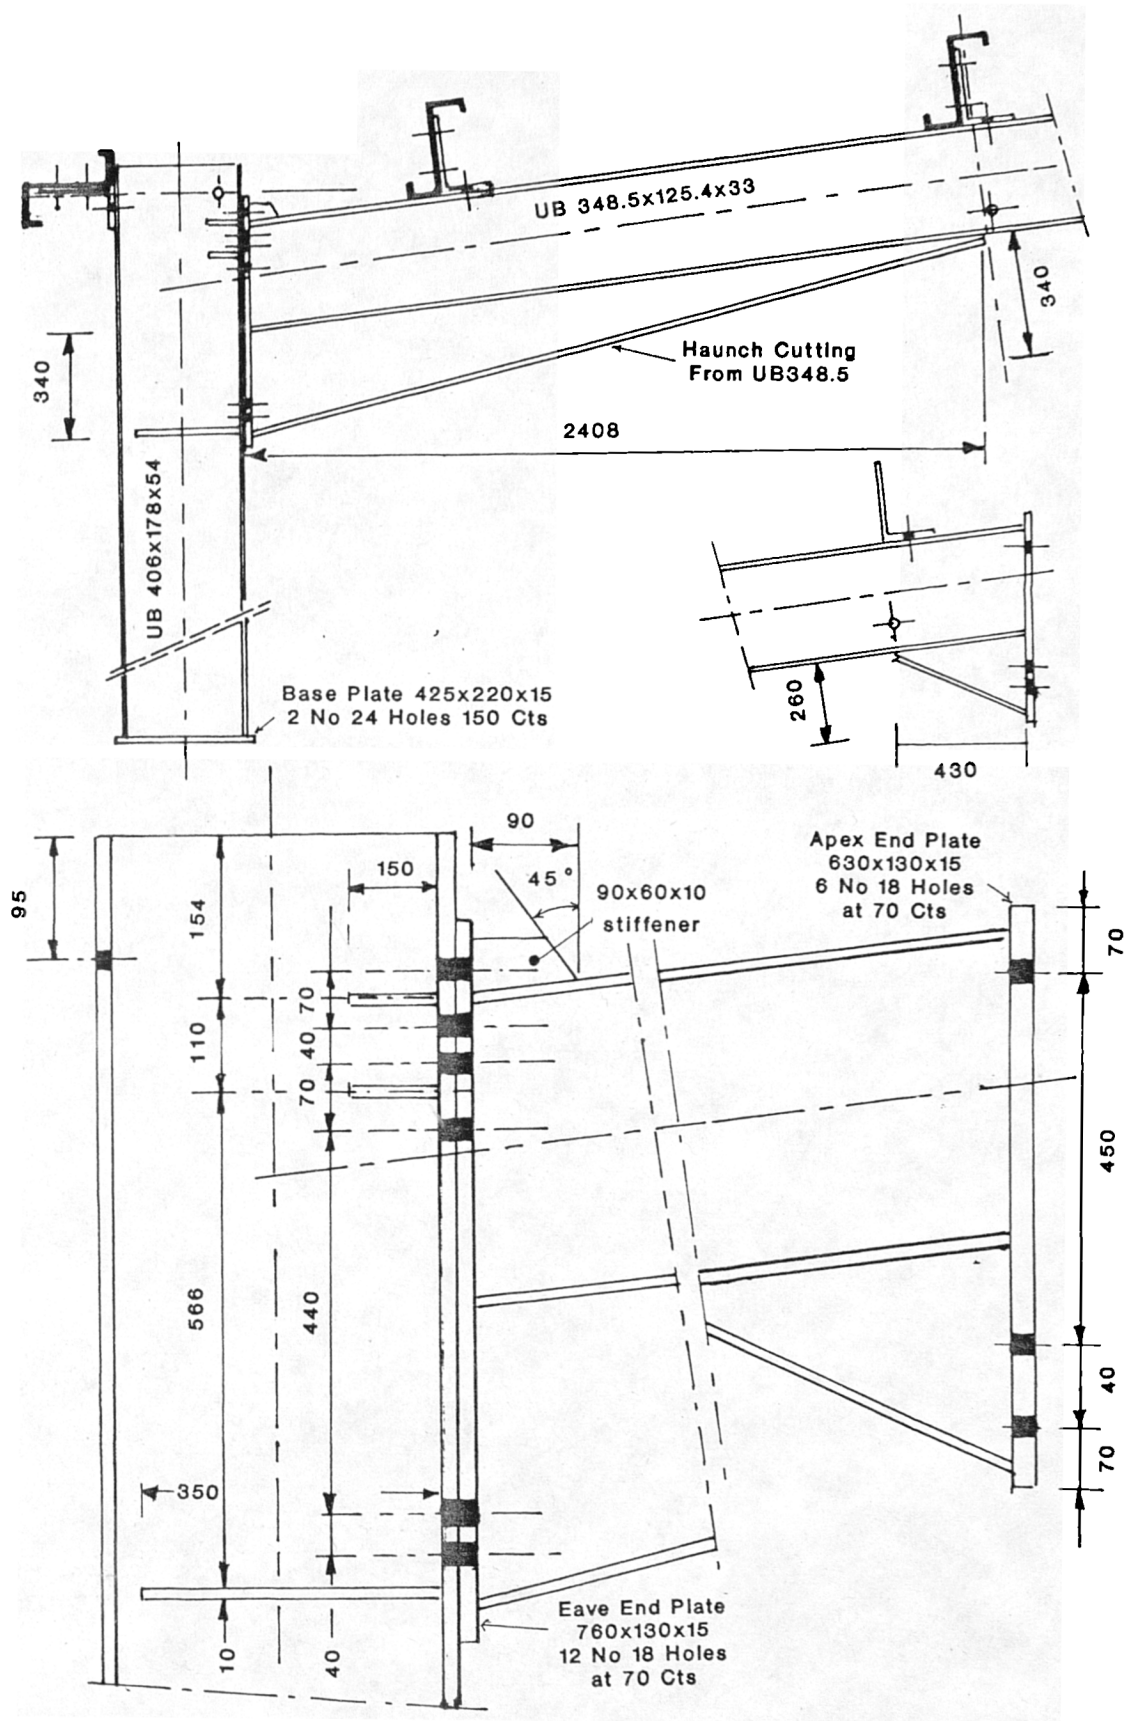 UB 348.5x125.4x33
340
340
Haunch Cutting
From UB348.5
2408
UB 406x178x54
Base Plate 425x220x15
2 No 24 Holes 150 Cts
260
430
90
Apex End Plate
630x130x15
6 No 18 Holes
at 70 Cts
95
154
150
45°
90x60x10
stiffener
70
110
70
40
70
450
566
440
40
350
70
Eave End Plate
760x130x15
12 No 18 Holes
at 70 Cts
10
40